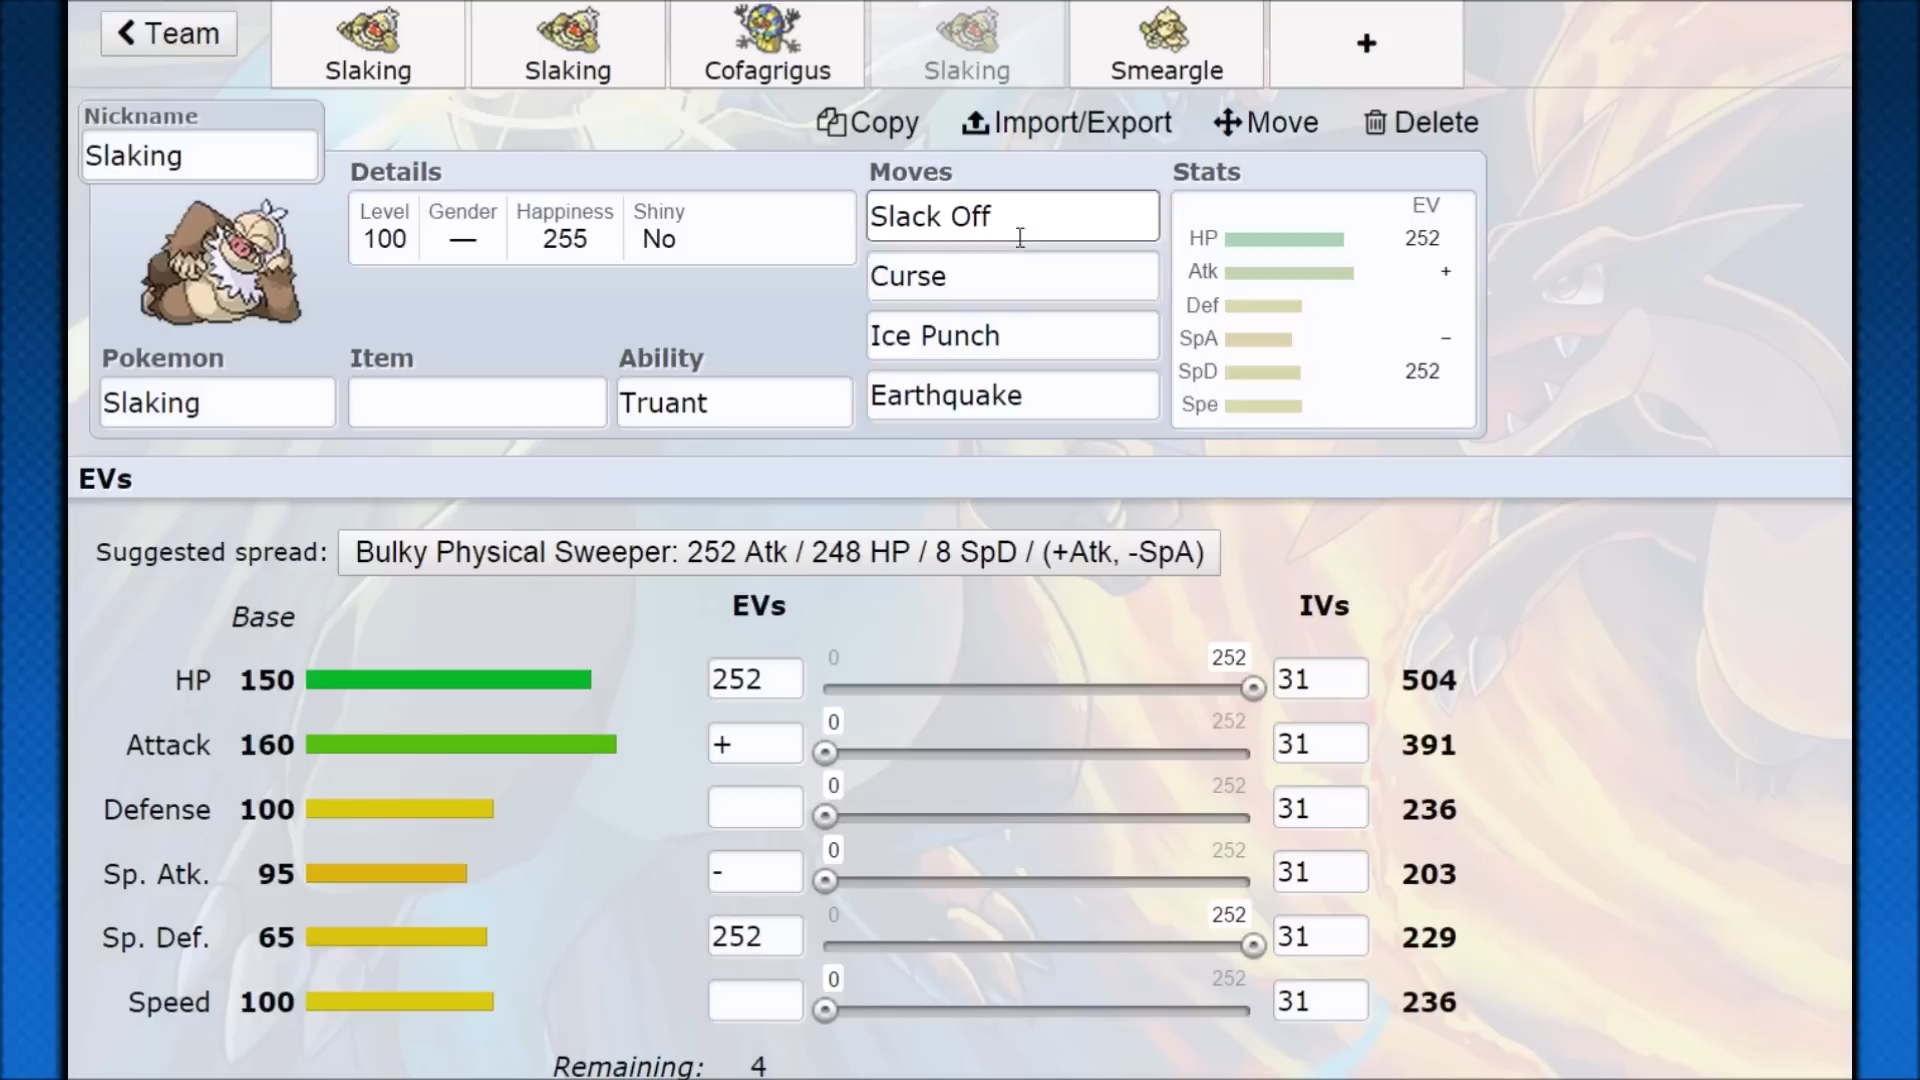 Team
Slaking
Slaking
Cofagrigus
Slaking
Smeargle
+
Nickname
Slaking
Copy
Import/Export
Move
Delete
Details
Moves
Stats
Level
Gender
Happiness
Shiny
100
—
255
No
Slack Off
Curse
Ice Punch
Earthquake
EV
HP 252
Atk +
Def
SpA −
SpD 252
Spe
Pokemon
Item
Ability
Slaking
Truant
EVs
Suggested spread: Bulky Physical Sweeper: 252 Atk / 248 HP / 8 SpD / (+Atk, -SpA)
Base EVs IVs
0 252
HP 150 252 31 504
0 252
Attack 160 + 31 391
0 252
Defense 100 31 236
0 252
Sp. Atk. 95 - 31 203
0 252
Sp. Def. 65 252 31 229
0 252
Speed 100 31 236
Remaining: 4